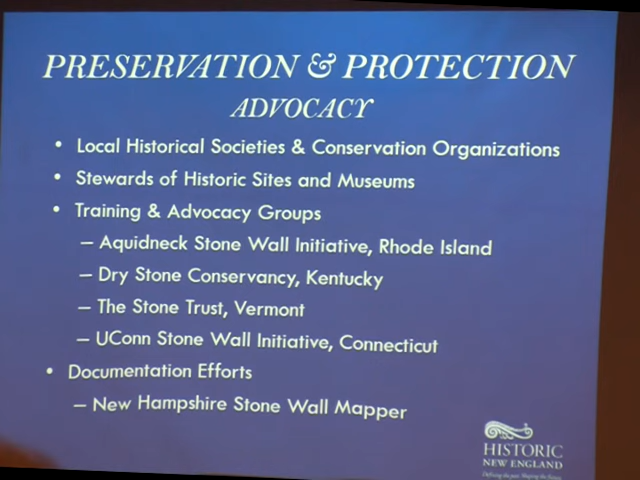 PRESERVATION & PROTECTION
ADVOCACY
• Local Historical Societies & Conservation Organizations
• Stewards of Historic Sites and Museums
• Training & Advocacy Groups
– Aquidneck Stone Wall Initiative, Rhode Island
– Dry Stone Conservancy, Kentucky
– The Stone Trust, Vermont
– UConn Stone Wall Initiative, Connecticut
• Documentation Efforts
– New Hampshire Stone Wall Mapper
HISTORIC
NEW ENGLAND